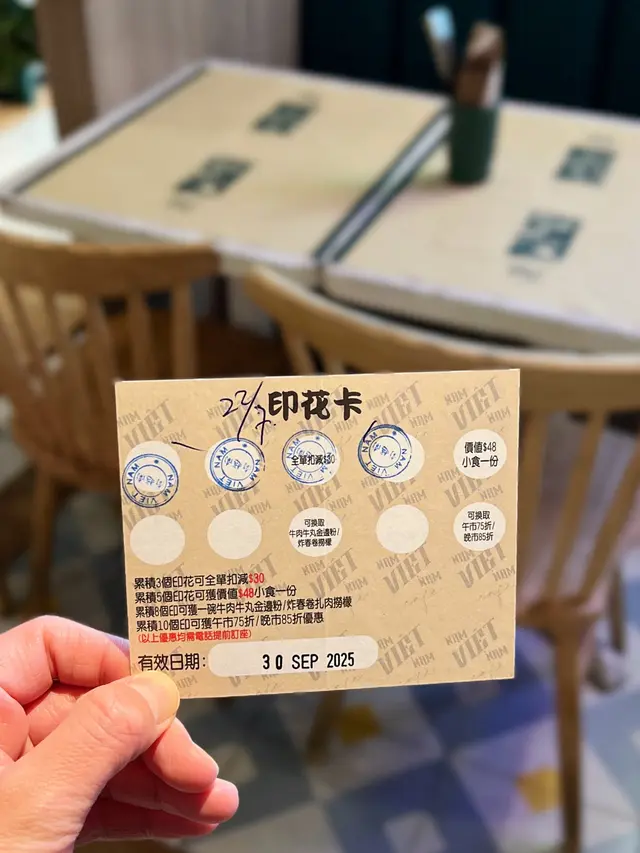 22/7
印花卡
全單扣減$30
價值$48
小食一份
可換取
牛肉牛丸金邊粉/
炸春卷撈檬
可享
午市75折/
晚市85折
累積3個印花可全單扣減$30
累積5個印花可獲價值$48小食一份
累積8個印可獲一碗牛肉牛丸金邊粉/炸春卷扎肉撈檬
累積10個印可獲午市75折/晚市85折優惠
(以上優惠均需電話提前訂座)
有效日期:
30 SEP 2025
VIET NAM